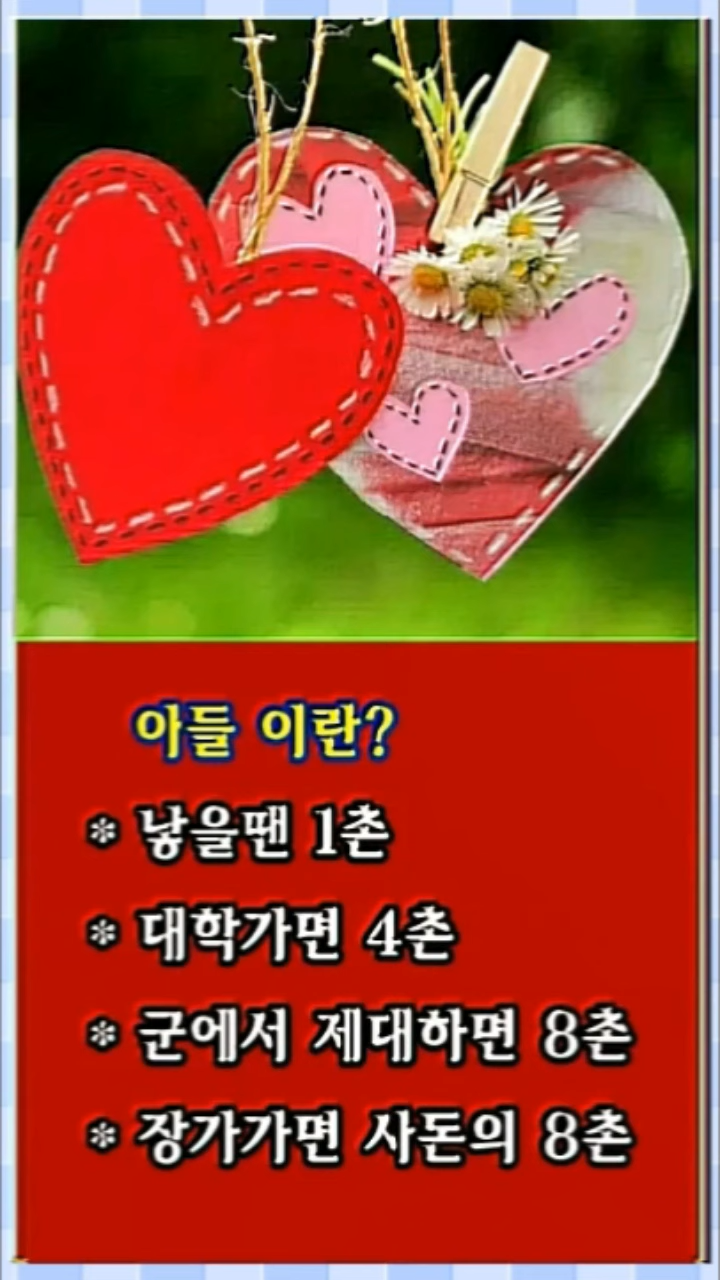 아들 이란?
* 낳을땐 1촌
* 대학가면 4촌
* 군에서 제대하면 8촌
* 장가가면 사돈의 8촌